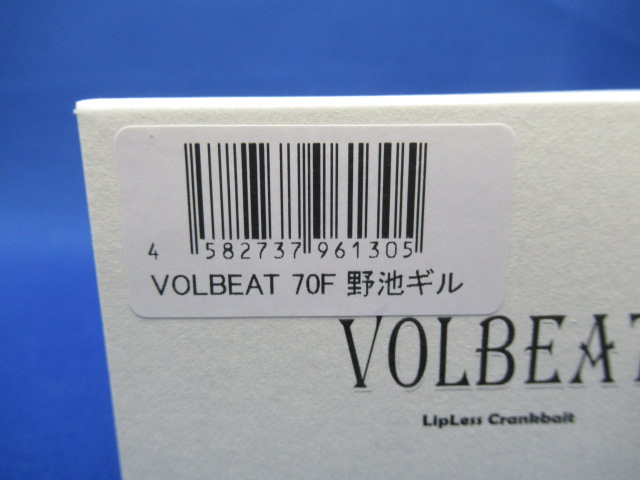 4 582737 961305
VOLBEAT 70F 野池ギル
VOLBEAT
LipLess Crankbait